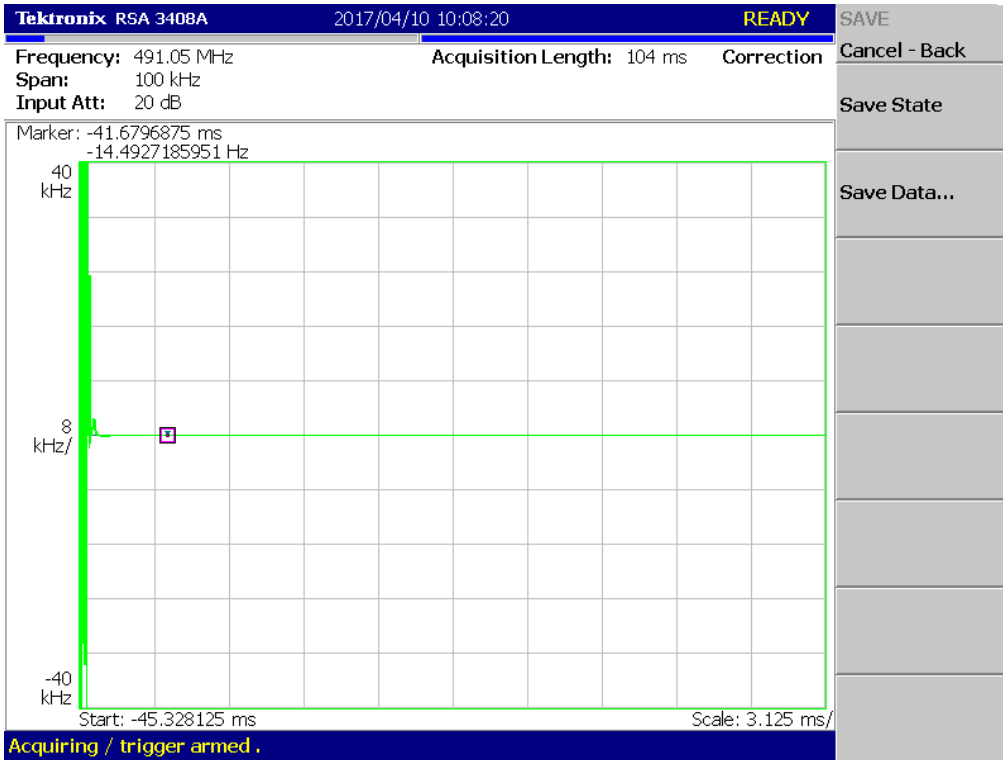 Tektronix RSA 3408A 2017/04/10 10:08:20 READY
SAVE
Frequency: 491.05 MHz Acquisition Length: 104 ms Correction
Cancel - Back
Span: 100 kHz
Input Att: 20 dB
Save State
Marker: -41.6796875 ms
-14.4927185951 Hz
40
kHz
Save Data...
8
kHz/
-40
kHz
Start: -45.328125 ms Scale: 3.125 ms/
Acquiring / trigger armed .